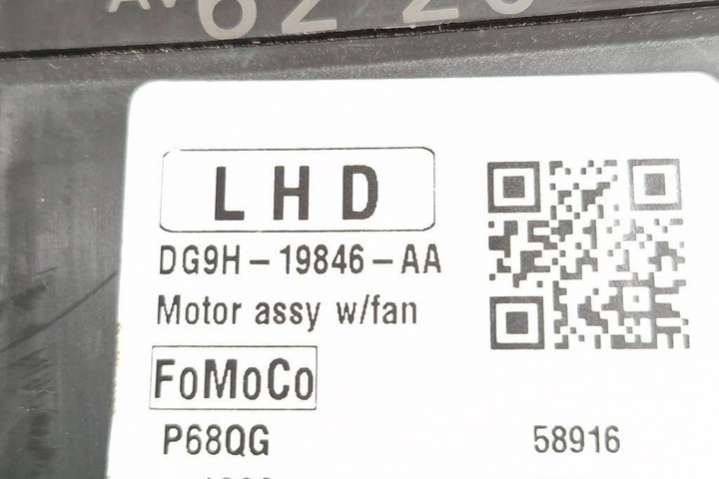 LHD
DG9H-19846-AA
Motor assy w/fan
FoMoCo
P68QG 58916